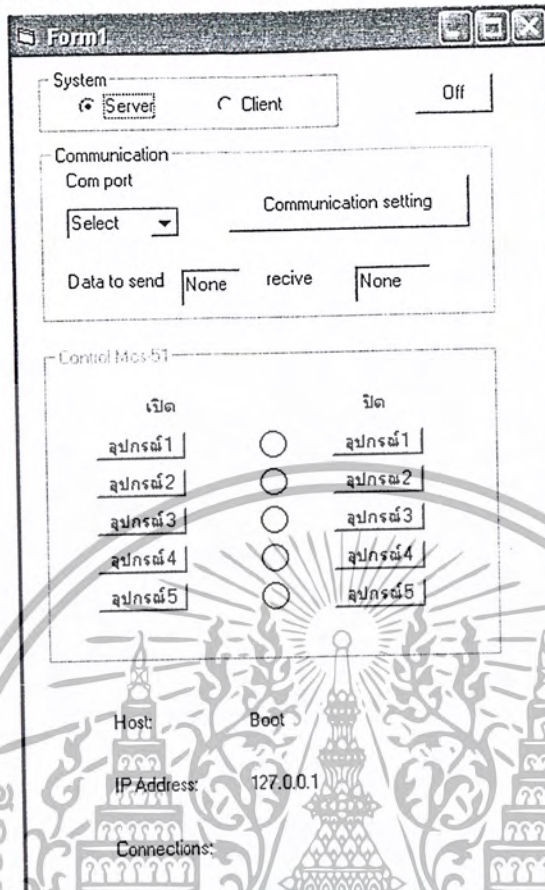 Form1
System
Server Client Off
Communication
Com port
Select Communication setting
Data to send None recive None
Control Mcs-51
เปิด ปิด
อุปกรณ์1 อุปกรณ์1
อุปกรณ์2 อุปกรณ์2
อุปกรณ์3 อุปกรณ์3
อุปกรณ์4 อุปกรณ์4
อุปกรณ์5 อุปกรณ์5
Host: Boot
IP Address: 127.0.0.1
Connections: